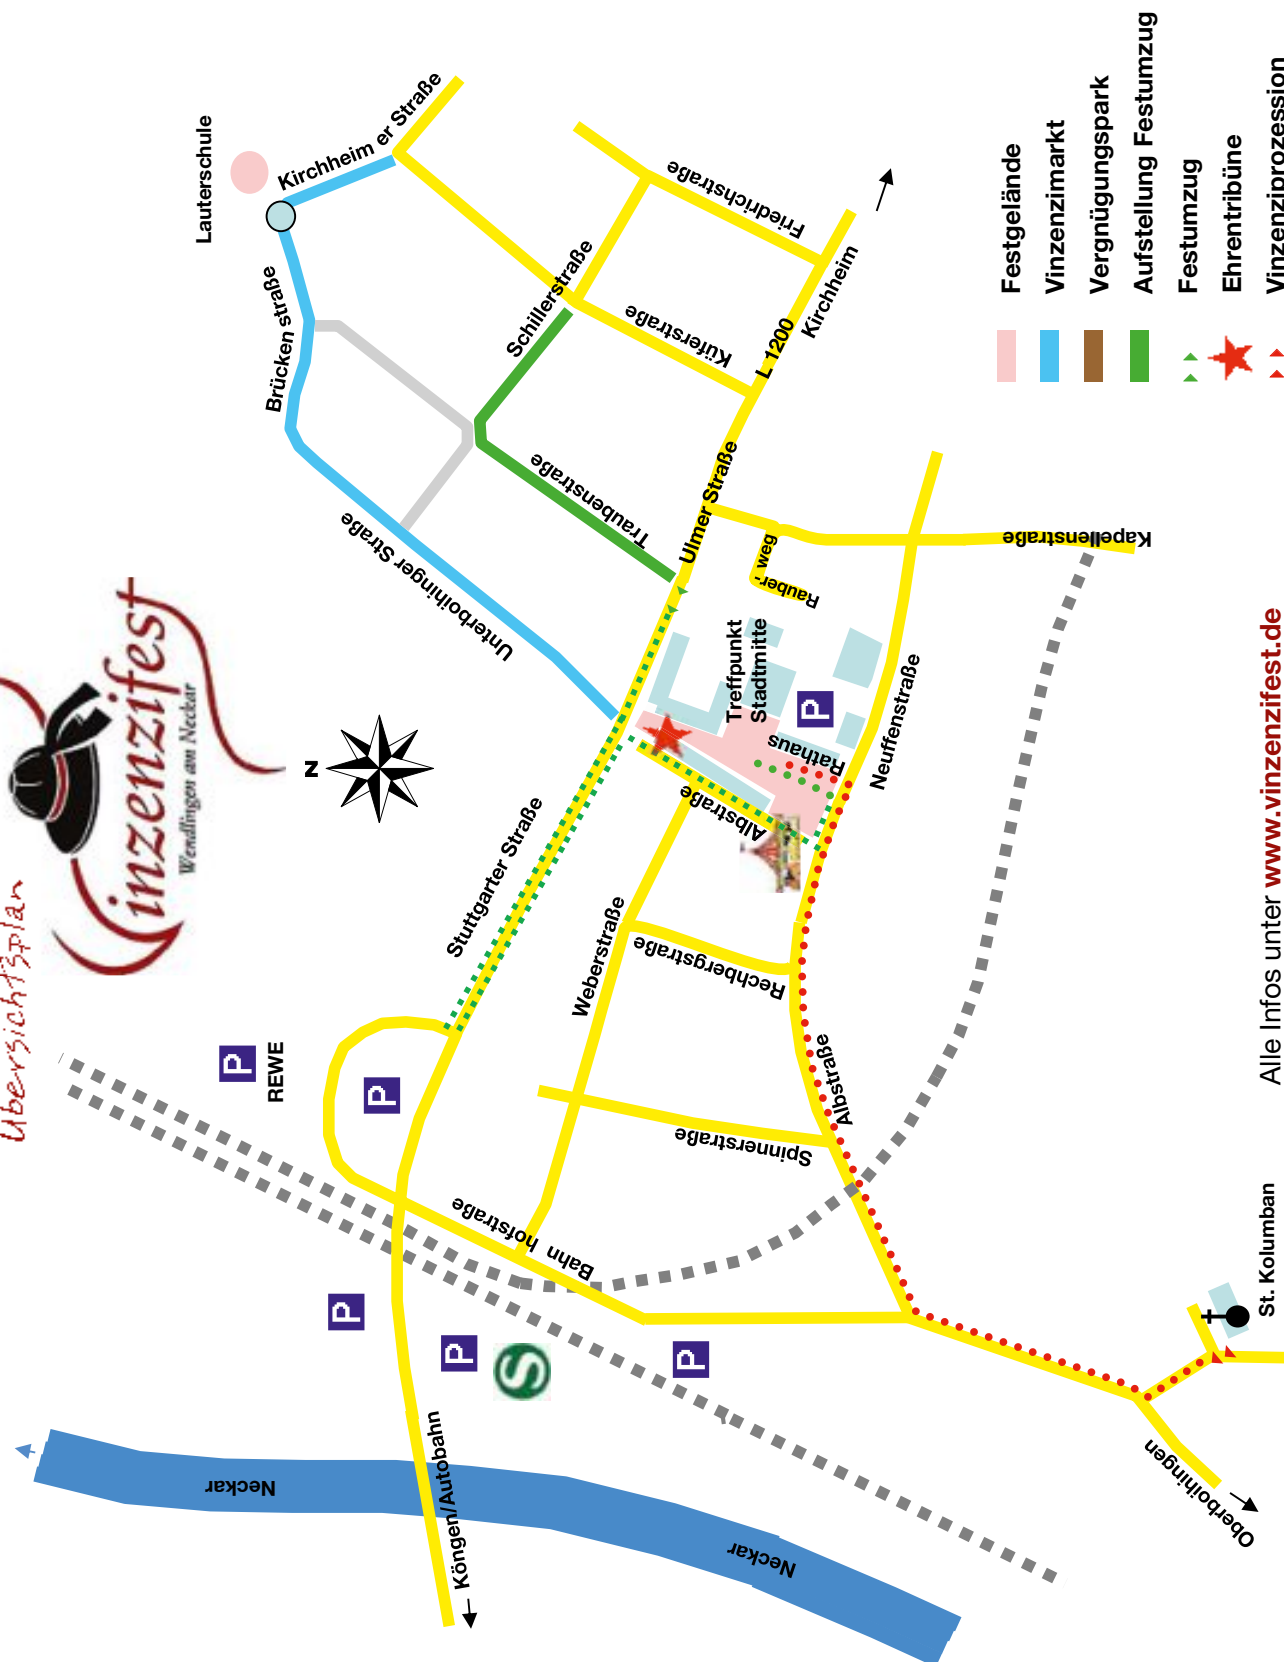 Übersichtsplan
inzenzifest
Wendlingen am Neckar
N
Lauterschule
Kirchheim er Straße
Brücken straße
Unterboihinger Straße
Schillerstraße
Friedrichstraße
Küferstraße
Traubenstraße
L 1200
Kirchheim
Ulmer Straße
Kapellenstraße
Rauber-
weg
Treffpunkt
Stadtmitte
P
Rathaus
Neuffenstraße
Albstraße
Stuttgarter Straße
Weberstraße
Rechbergstraße
Spinnerstraße
Albstraße
Bahn hofstraße
P
REWE
P
P
P
S
P
Neckar
Neckar
Köngen/Autobahn
Oberboihingen
St. Kolumban
Festgelände
Vinzenzimarkt
Vergnügungspark
Aufstellung Festumzug
Festumzug
Ehrentribüne
Vinzenziprozession
Alle Infos unter www.vinzenzifest.de